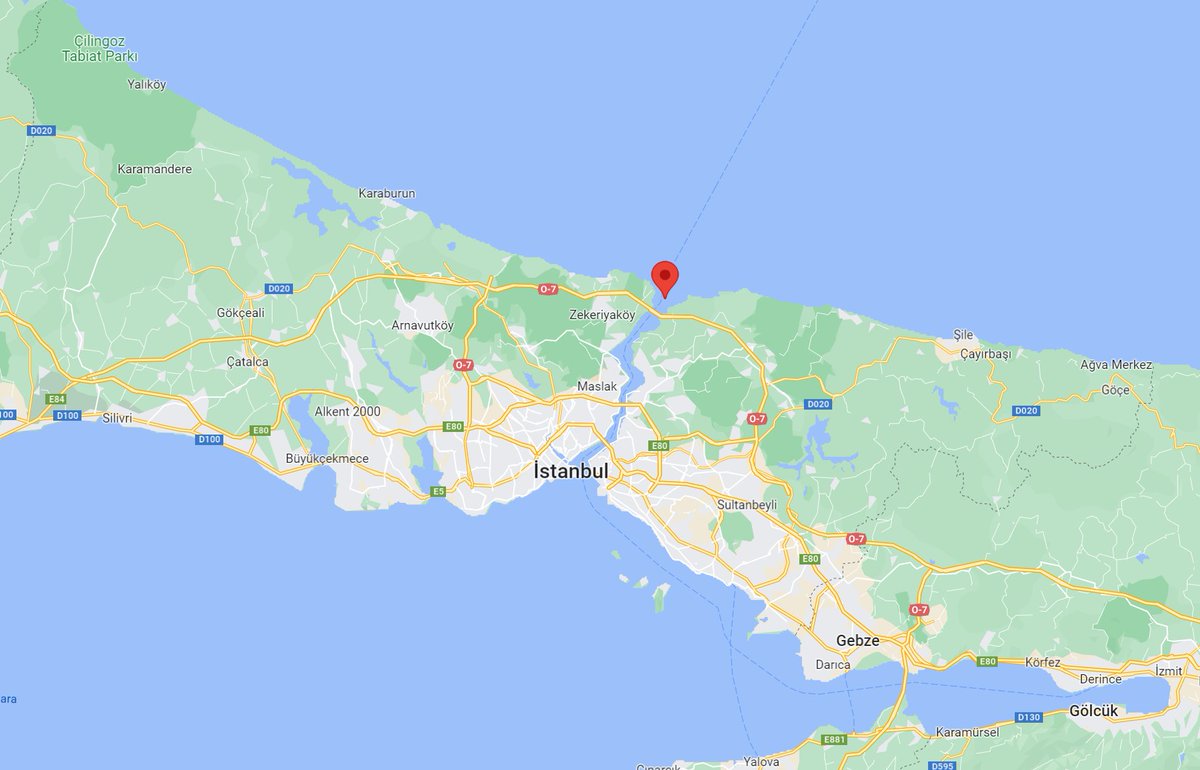 Çilingoz
Tabiat Parkı
Yalıköy
D020
Karamandere
Karaburun
D020
O-7
Gökçeali
Zekeriyaköy
Arnavutköy
Şile
Çayırbaşı
Çatalca
O-7
Ağva Merkez
Maslak
Göçe
E84
D020
100
D100
Silivri
Alkent 2000
D020
O-7
E80
E80
D100
E80
Büyükçekmece
İstanbul
E5
Sultanbeyli
O-7
E80
O-7
Gebze
Darıca
E80
Körfez
İzmit
Derince
ara
Gölcük
D130
Karamürsel
E881
Yalova
D595